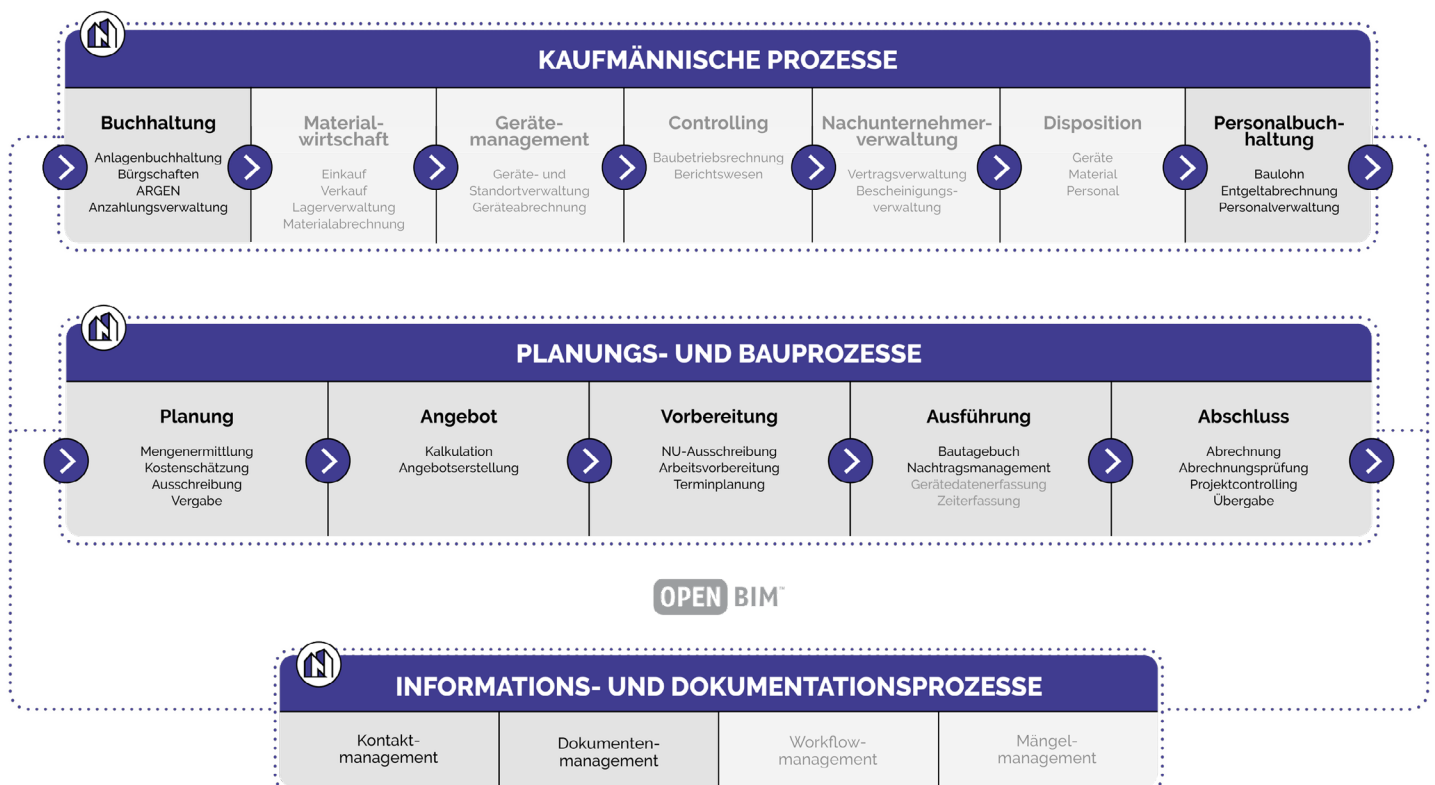 KAUFMÄNNISCHE PROZESSE
Buchhaltung
Anlagenbuchhaltung
Bürgschaften
ARGEN
Anzahlungsverwaltung
Material-
wirtschaft
Einkauf
Verkauf
Lagerverwaltung
Materialabrechnung
Geräte-
management
Geräte- und
Standortverwaltung
Geräteabrechnung
Controlling
Baubetriebsrechnung
Berichtswesen
Nachunternehmer-
verwaltung
Vertragsverwaltung
Bescheinigungs-
verwaltung
Disposition
Geräte
Material
Personal
Personalbuch-
haltung
Baulohn
Entgeltabrechnung
Personalverwaltung
PLANUNGS- UND BAUPROZESSE
Planung
Mengenermittlung
Kostenschätzung
Ausschreibung
Vergabe
Angebot
Kalkulation
Angebotserstellung
Vorbereitung
NU-Ausschreibung
Arbeitsvorbereitung
Terminplanung
Ausführung
Bautagebuch
Nachtragsmanagement
Gerätedatenerfassung
Zeiterfassung
Abschluss
Abrechnung
Abrechnungsprüfung
Projektcontrolling
Übergabe
OPEN BIM™
INFORMATIONS- UND DOKUMENTATIONSPROZESSE
Kontakt-
management
Dokumenten-
management
Workflow-
management
Mängel-
management